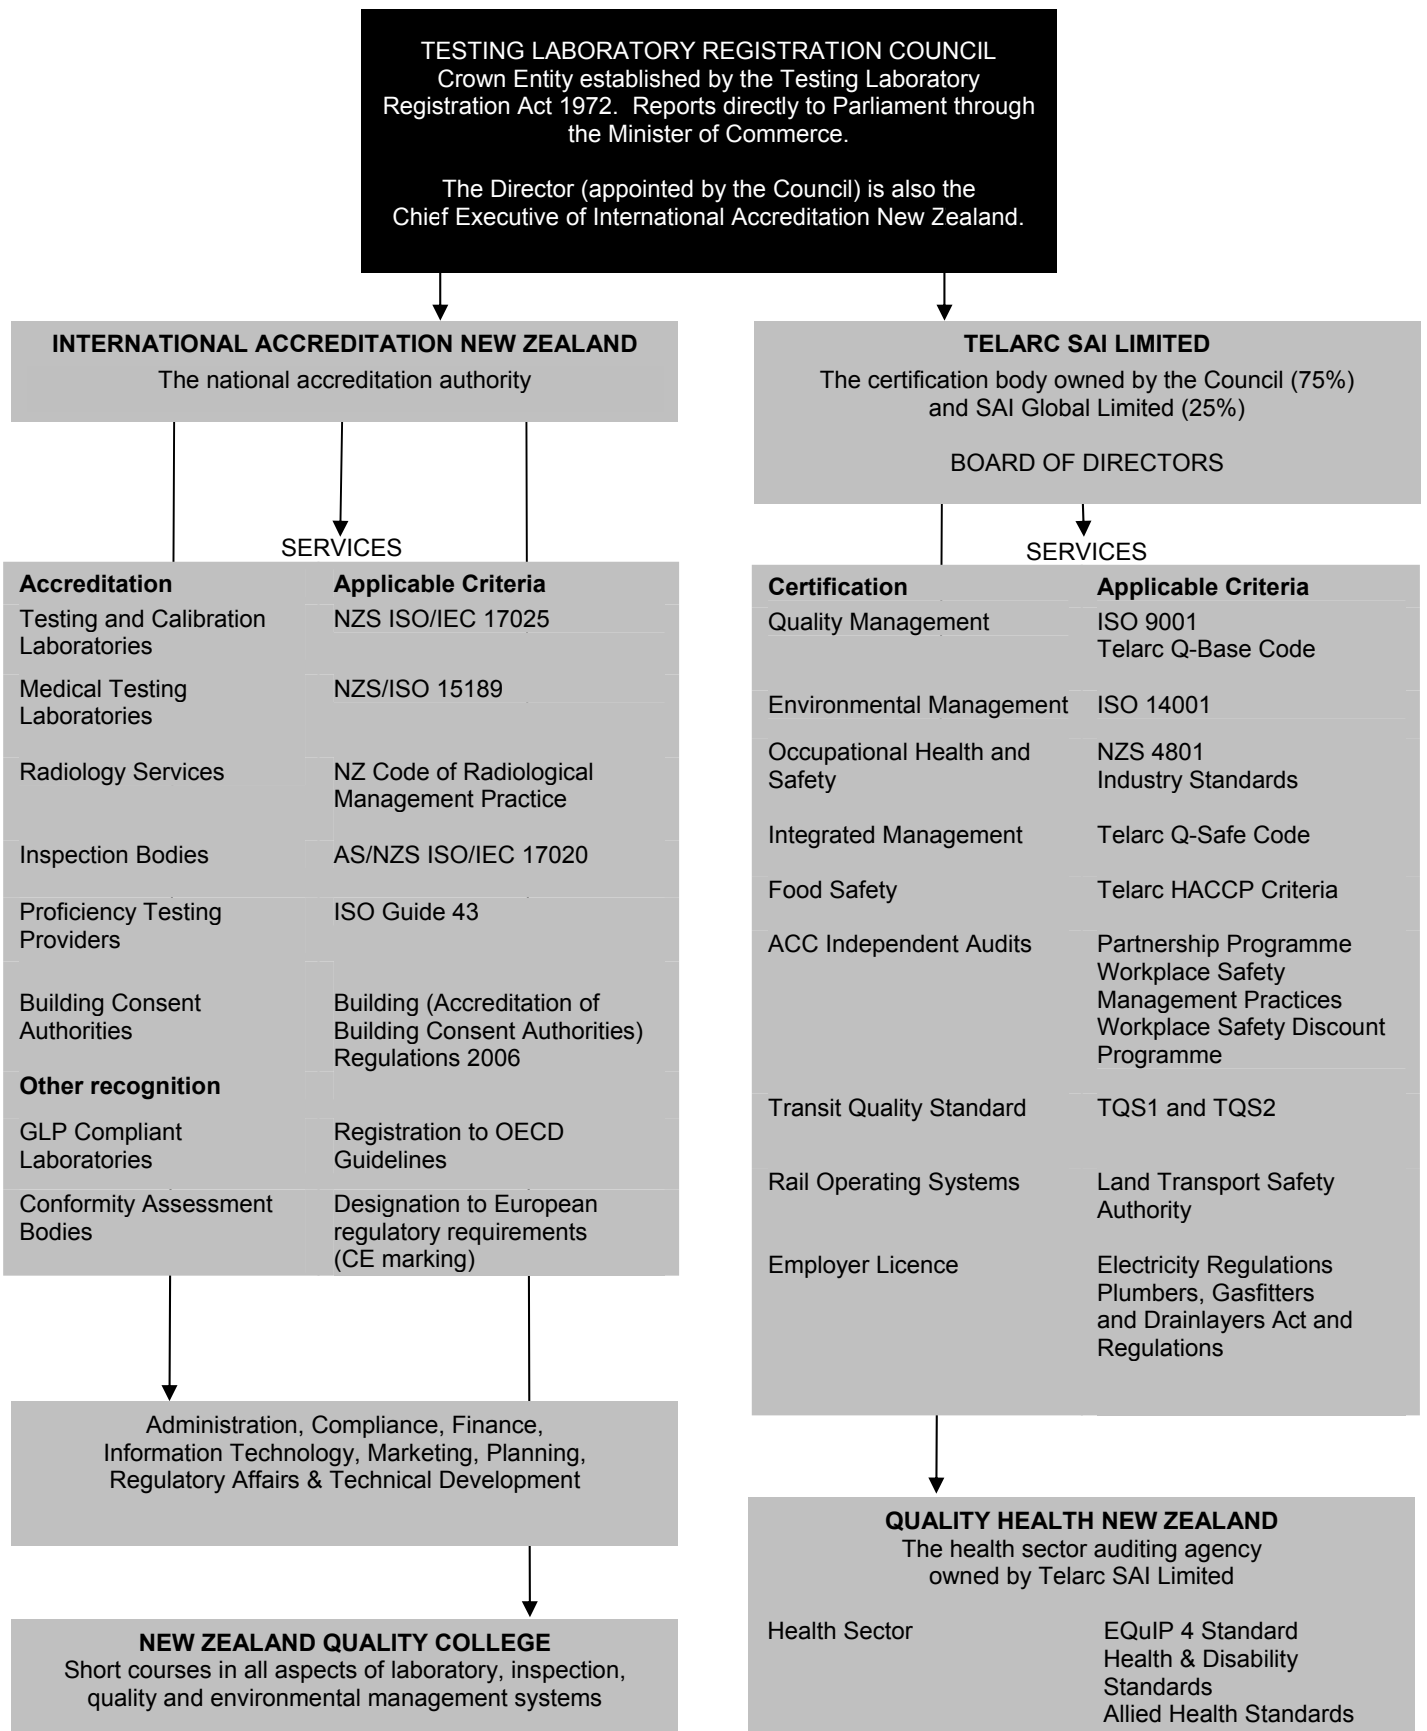 TESTING LABORATORY REGISTRATION COUNCIL
Crown Entity established by the Testing Laboratory
Registration Act 1972. Reports directly to Parliament through
the Minister of Commerce.
The Director (appointed by the Council) is also the
Chief Executive of International Accreditation New Zealand.
INTERNATIONAL ACCREDITATION NEW ZEALAND
The national accreditation authority
SERVICES
Accreditation Applicable Criteria
Testing and Calibration NZS ISO/IEC 17025
Laboratories
Medical Testing NZS/ISO 15189
Laboratories
Radiology Services NZ Code of Radiological
Management Practice
Inspection Bodies AS/NZS ISO/IEC 17020
Proficiency Testing ISO Guide 43
Providers
Building Consent Building (Accreditation of
Authorities Building Consent Authorities)
Regulations 2006
Other recognition
GLP Compliant Registration to OECD
Laboratories Guidelines
Conformity Assessment Designation to European
Bodies regulatory requirements
(CE marking)
Administration, Compliance, Finance,
Information Technology, Marketing, Planning,
Regulatory Affairs & Technical Development
NEW ZEALAND QUALITY COLLEGE
Short courses in all aspects of laboratory, inspection,
quality and environmental management systems
TELARC SAI LIMITED
The certification body owned by the Council (75%)
and SAI Global Limited (25%)
BOARD OF DIRECTORS
SERVICES
Certification Applicable Criteria
Quality Management ISO 9001
Telarc Q-Base Code
Environmental Management ISO 14001
Occupational Health and NZS 4801
Safety Industry Standards
Integrated Management Telarc Q-Safe Code
Food Safety Telarc HACCP Criteria
ACC Independent Audits Partnership Programme
Workplace Safety
Management Practices
Workplace Safety Discount
Programme
Transit Quality Standard TQS1 and TQS2
Rail Operating Systems Land Transport Safety
Authority
Employer Licence Electricity Regulations
Plumbers, Gasfitters
and Drainlayers Act and
Regulations
QUALITY HEALTH NEW ZEALAND
The health sector auditing agency
owned by Telarc SAI Limited
Health Sector EQuIP 4 Standard
Health & Disability
Standards
Allied Health Standards